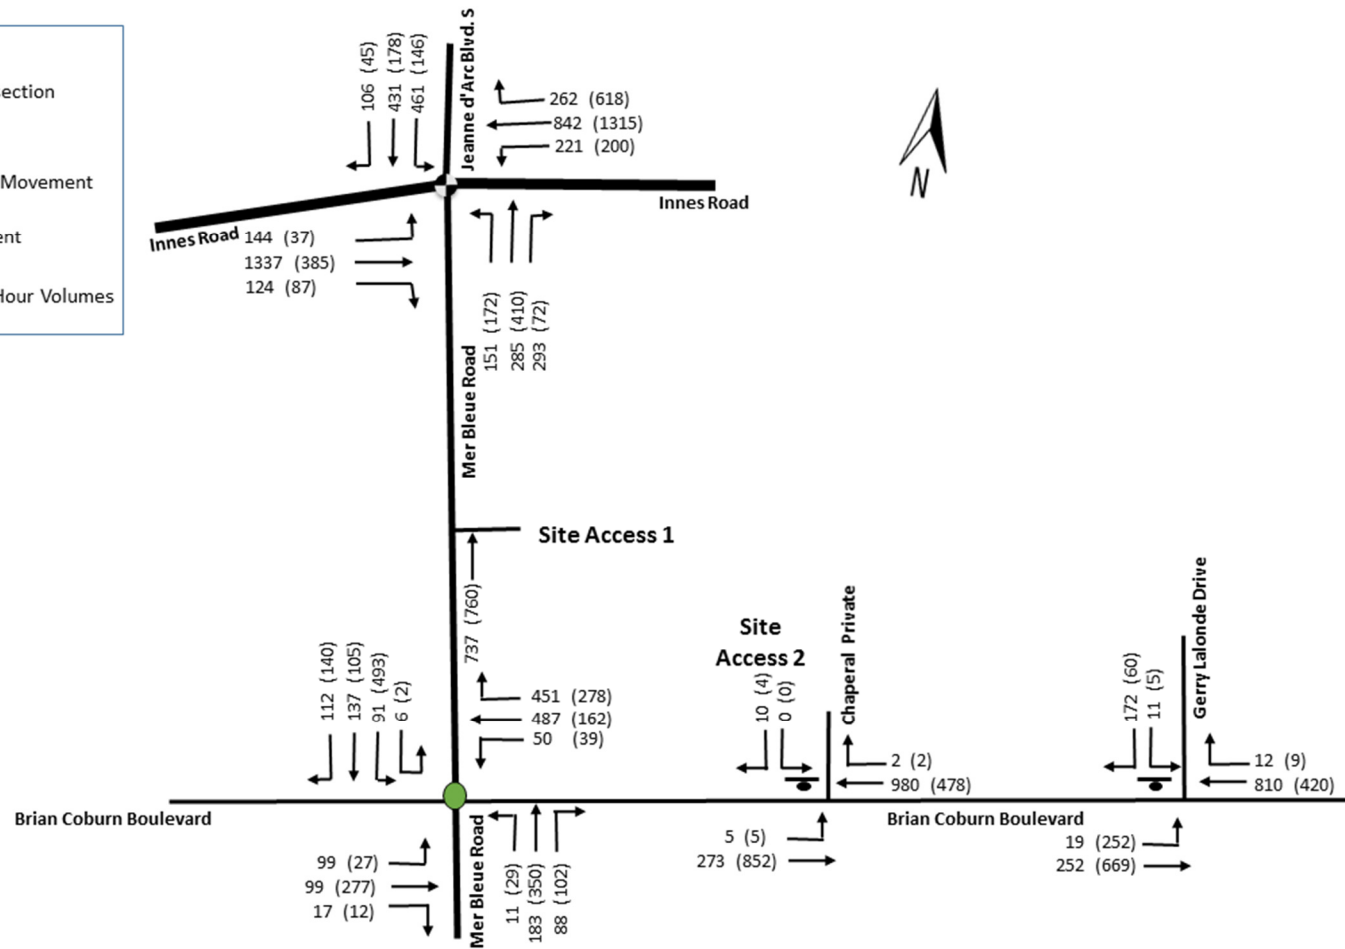 ection
Movement
ent
Hour Volumes
106 (45)
431 (178)
461 (146)
Jeanne d'Arc Blvd. S
262 (618)
842 (1315)
221 (200)
N
Innes Road
Innes Road
144 (37)
1337 (385)
124 (87)
151 (172)
285 (410)
293 (72)
Mer Bleue Road
Site Access 1
737 (760)
112 (140)
137 (105)
91 (493)
6 (2)
451 (278)
487 (162)
50 (39)
Site
Access 2
10 (4)
0 (0)
Chaperal Private
2 (2)
980 (478)
172 (60)
11 (5)
Gerry Lalonde Drive
12 (9)
810 (420)
Brian Coburn Boulevard
Brian Coburn Boulevard
99 (27)
99 (277)
17 (12)
Mer Bleue Road
11 (29)
183 (350)
88 (102)
5 (5)
273 (852)
19 (252)
252 (669)